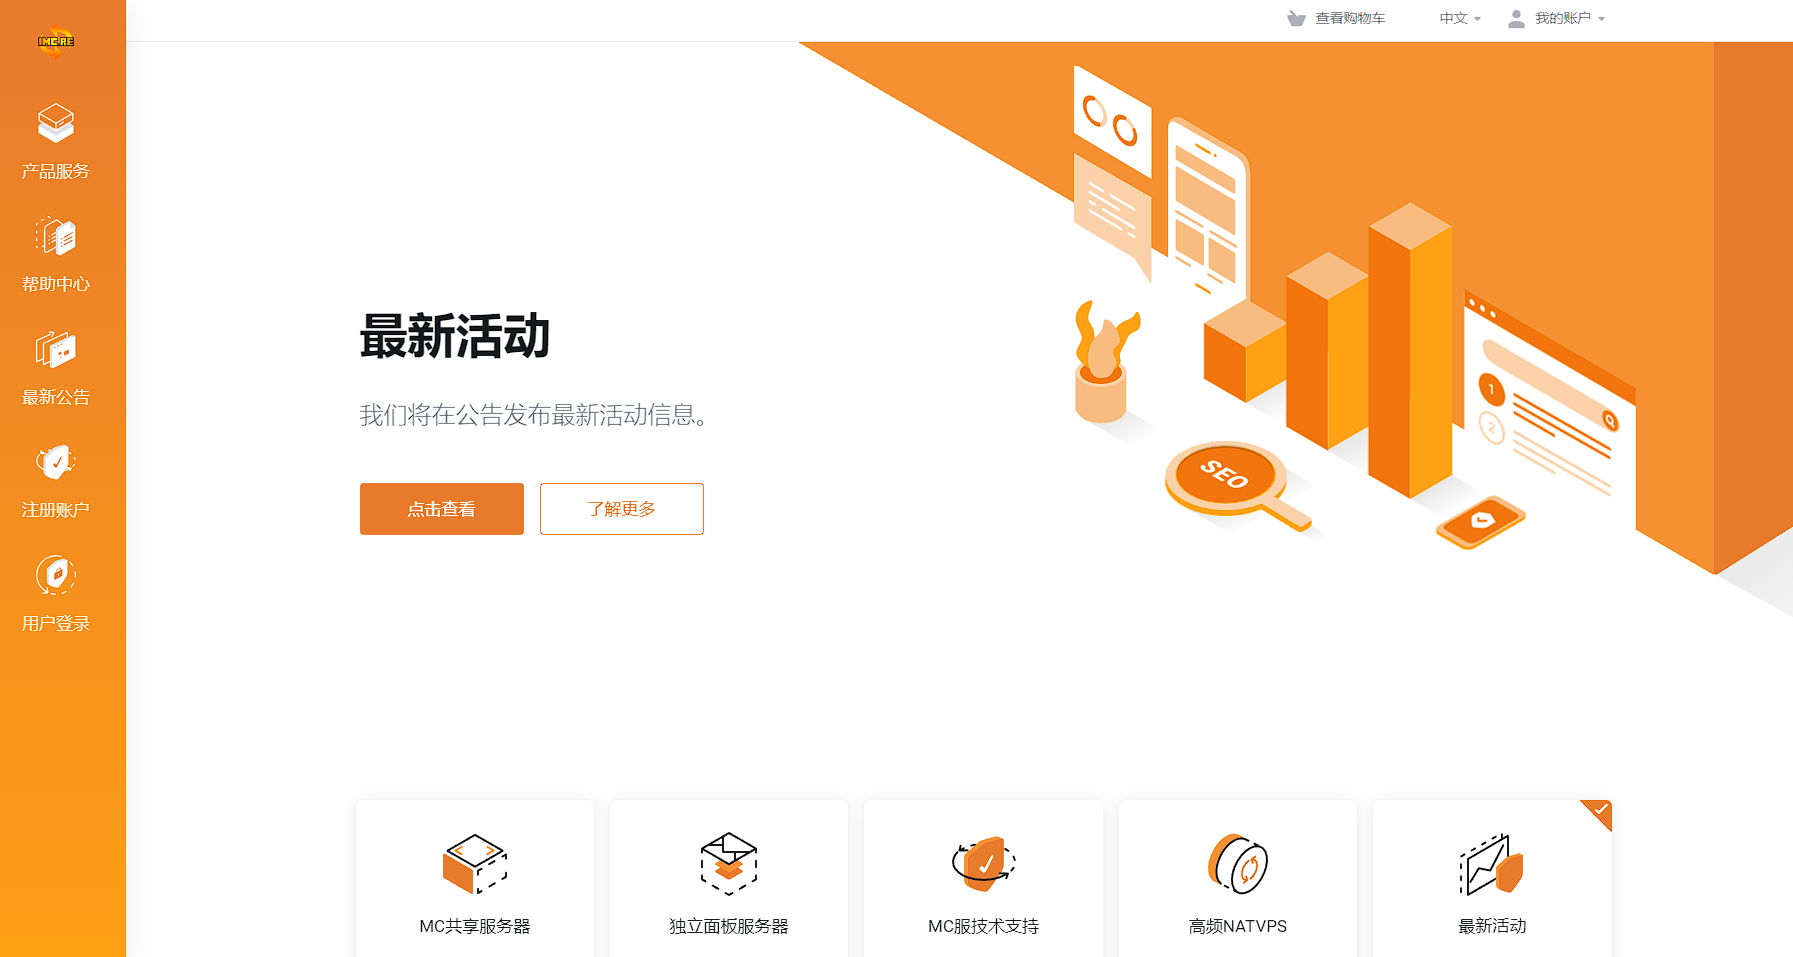 IMC.RE
查看购物车
中文
我的账户
产品服务
帮助中心
最新公告
注册账户
用户登录
最新活动
我们将在公告发布最新活动信息。
点击查看
了解更多
SEO
1
2
MC共享服务器
独立面板服务器
MC服技术支持
高频NATVPS
最新活动